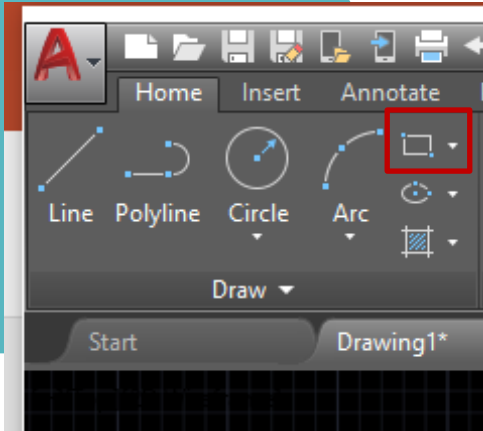 Home Insert Annotate
Line Polyline Circle Arc
Draw
Start Drawing1*